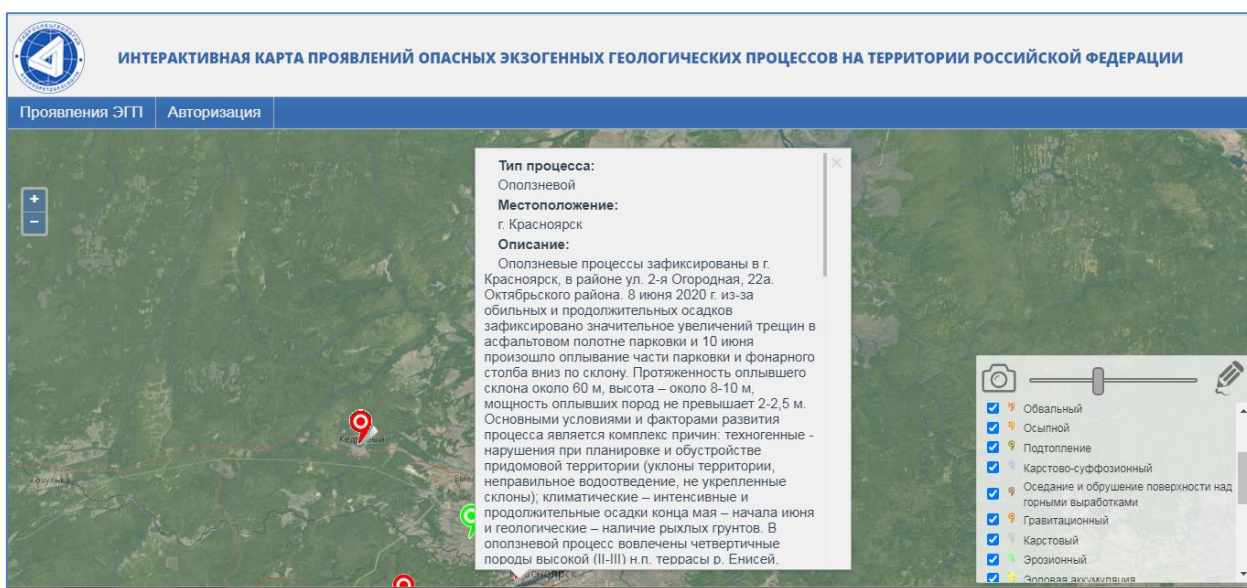 ИНТЕРАКТИВНАЯ КАРТА ПРОЯВЛЕНИЙ ОПАСНЫХ ЭКЗОГЕННЫХ ГЕОЛОГИЧЕСКИХ ПРОЦЕССОВ НА ТЕРРИТОРИИ РОССИЙСКОЙ ФЕДЕРАЦИИ
Проявления ЭГП
Авторизация
+
−
Тип процесса:
Оползневой
Местоположение:
г. Красноярск
Описание:
Оползневые процессы зафиксированы в г.
Красноярск, в районе ул. 2-я Огородная, 22а.
Октябрьского района. 8 июня 2020 г. из-за
обильных и продолжительных осадков
зафиксировано значительное увеличений трещин в
асфальтовом полотне парковки и 10 июня
произошло оплывание части парковки и фонарного
столба вниз по склону. Протяженность оплывшего
склона около 60 м, высота – около 8-10 м,
мощность оплывших пород не превышает 2-2,5 м.
Основными условиями и факторами развития
процесса является комплекс причин: техногенные -
нарушения при планировке и обустройстве
придомовой территории (уклоны территории,
неправильное водоотведение, не укрепленные
склоны); климатические – интенсивные и
продолжительные осадки конца мая – начала июня
и геологические – наличие рыхлых грунтов. В
оползневой процесс вовлечены четвертичные
породы высокой (II-III) н.п. террасы р. Енисей,
Козулька
Обвальный
Осыпной
Подтопление
Карстово-суффозионный
Оседание и обрушение поверхности над
горными выработками
Гравитационный
Карстовый
Эрозионный
Эоловая аккумуляция